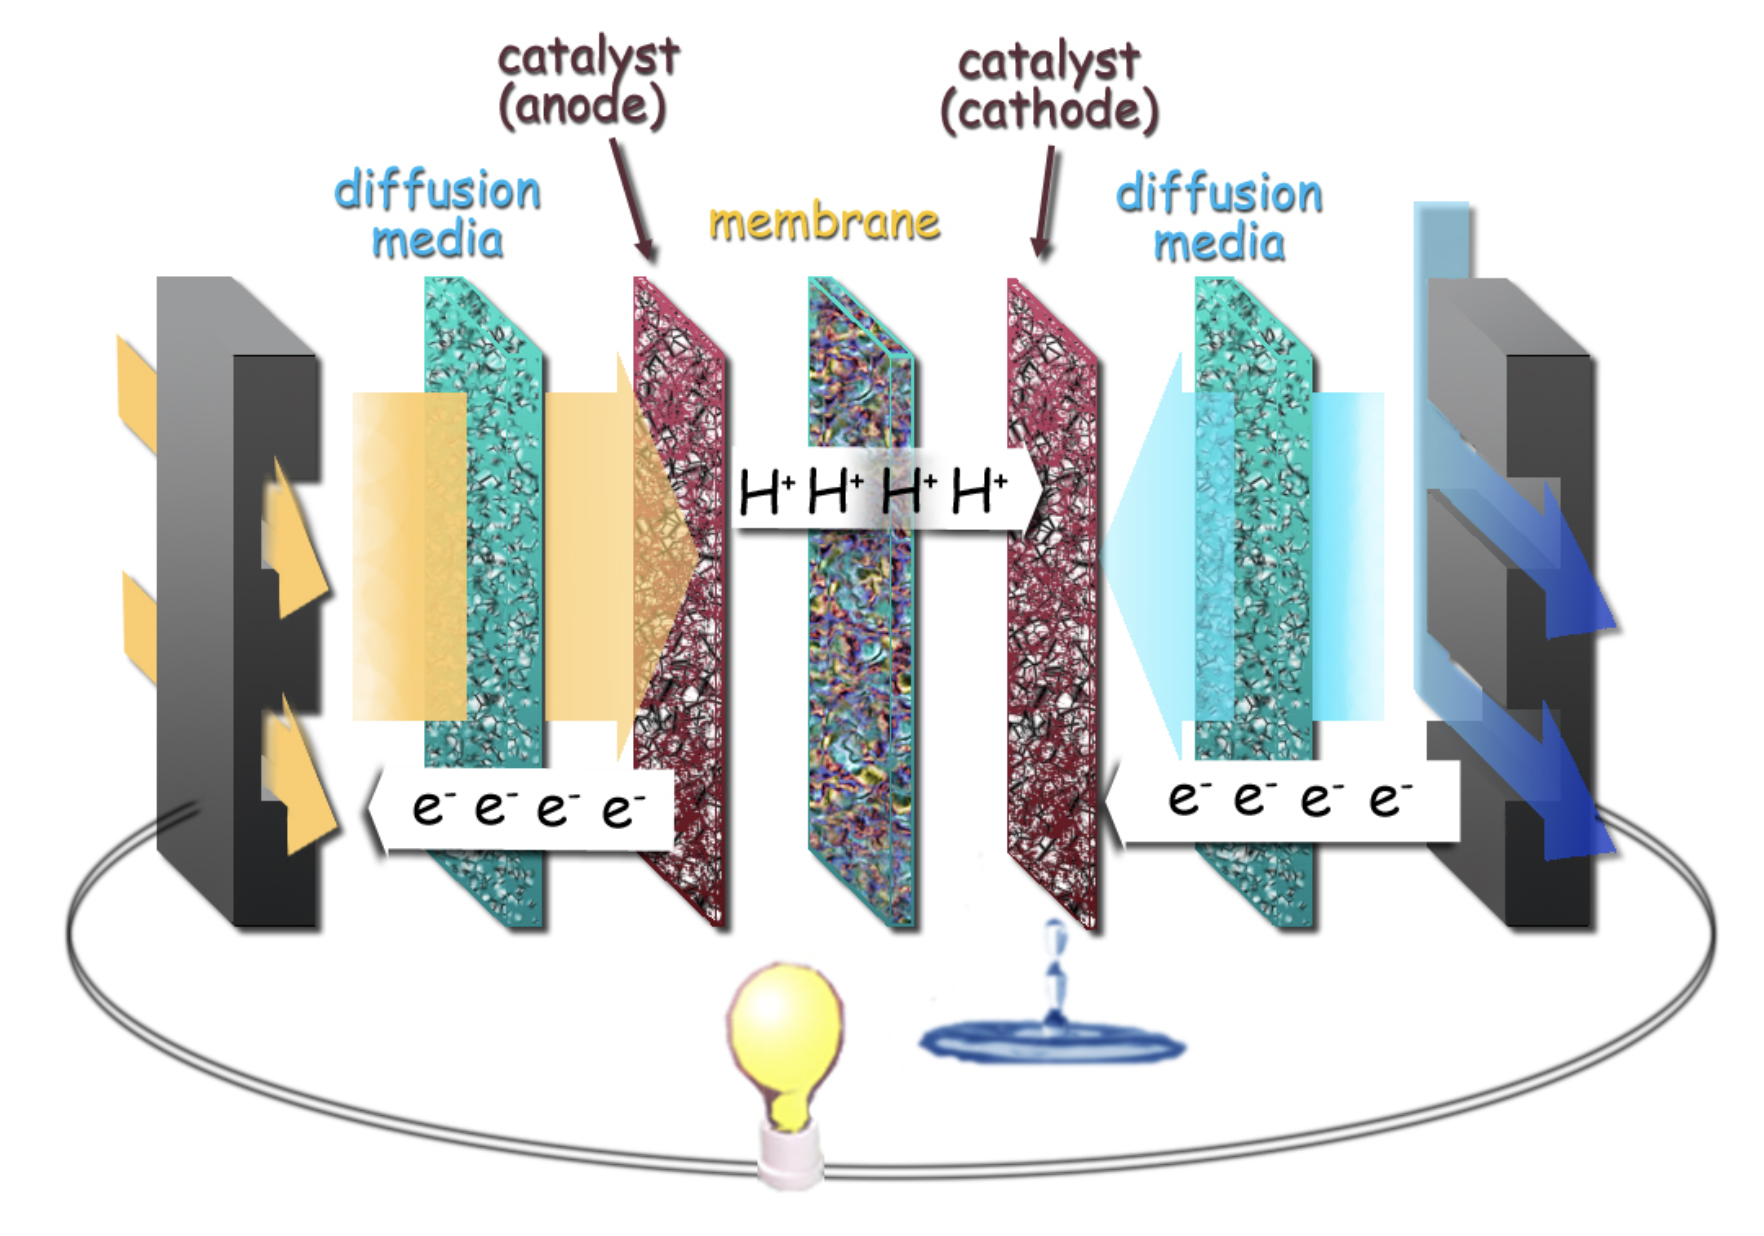 catalyst
(anode)
catalyst
(cathode)
diffusion
media
membrane
diffusion
media
H⁺ H⁺ H⁺ H⁺
e⁻ e⁻ e⁻ e⁻
e⁻ e⁻ e⁻ e⁻